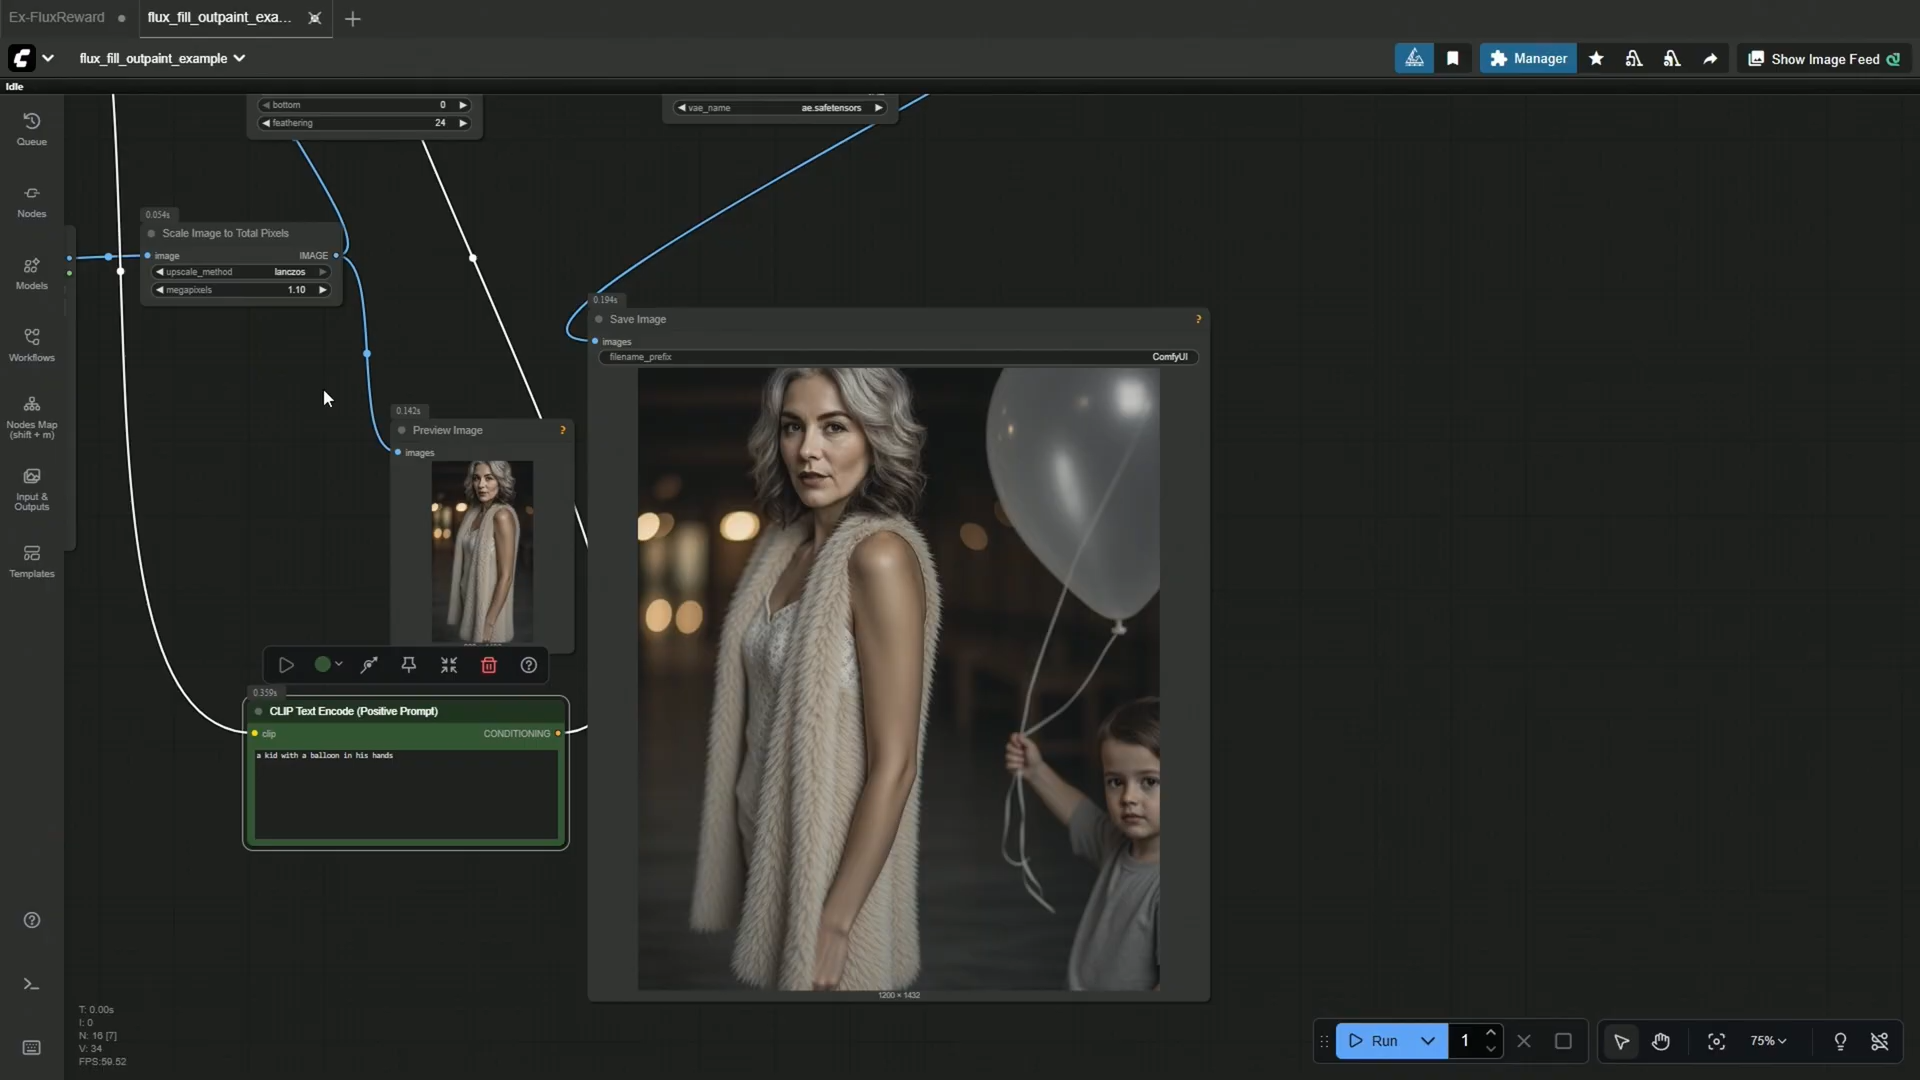 Ex-FluxReward
flux_fill_outpaint_exa...
flux_fill_outpaint_example
Manager
Show Image Feed
Idle
Queue
Nodes
Models
Workflows
Nodes Map
(shift + m)
Input &
Outputs
Templates
bottom 0
feathering 24
vae_name ae.safetensors
0.054s
Scale Image to Total Pixels
image IMAGE
upscale_method lanczos
megapixels 1.10
0.194s
Save Image ?
images
filename_prefix ComfyUI
1200 × 1432
0.142s
Preview Image ?
images
0.359s
CLIP Text Encode (Positive Prompt)
clip CONDITIONING
a kid with a balloon in his hands
T: 0.00s
I: 0
N: 16 [7]
V: 34
FPS:59.52
Run
1
75%